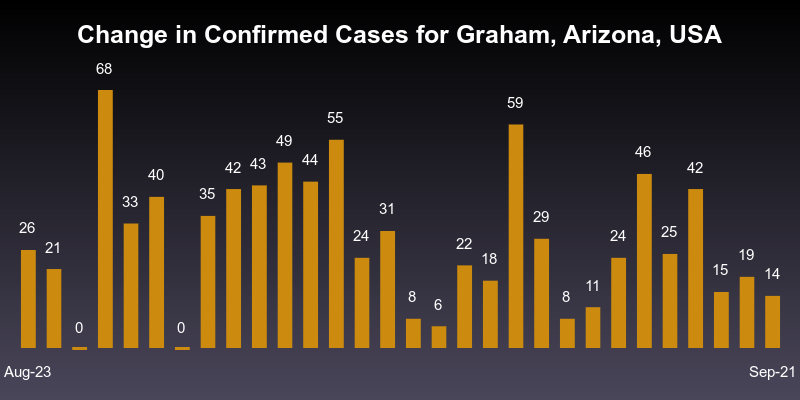 Change in Confirmed Cases for Graham, Arizona, USA
26 21 0 68 33 40 0 35 42 43 49 44 55 24 31 8 6 22 18 59 29 8 11 24 46 25 42 15 19 14
Aug-23 Sep-21